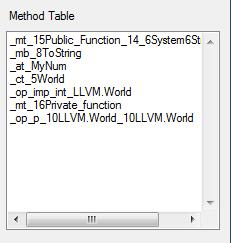 Method Table
_mt_15Public_Function_14_6System6St
_mb_8ToString
_at_MyNum
_ct_5World
_op_imp_int_LLVM.World
_mt_16Private_function
_op_p_10LLVM.World_10LLVM.World